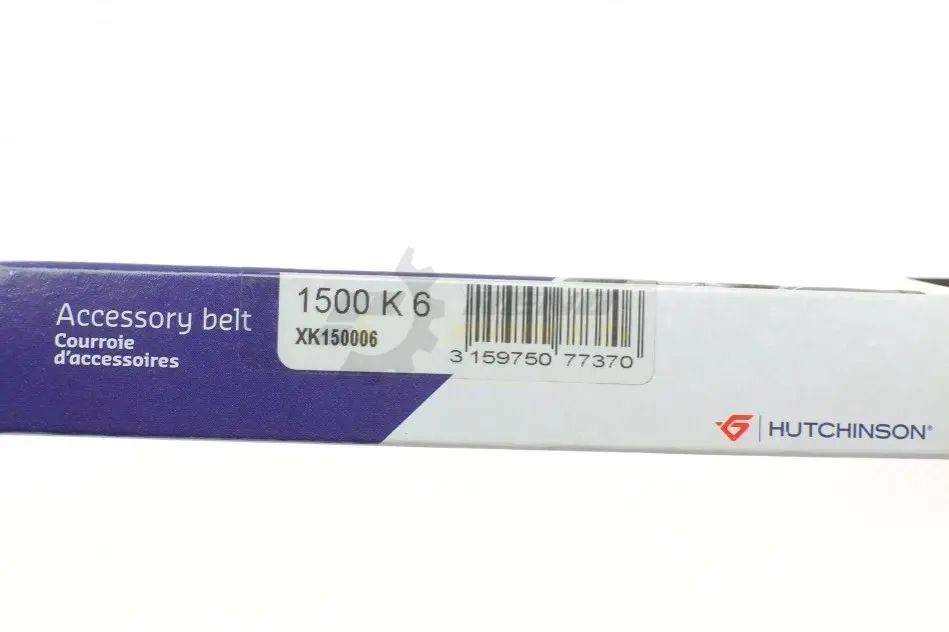 Accessory belt
Courroie
d'accessoires
1500 K 6
XK150006
3 159750 77370
HUTCHINSON®